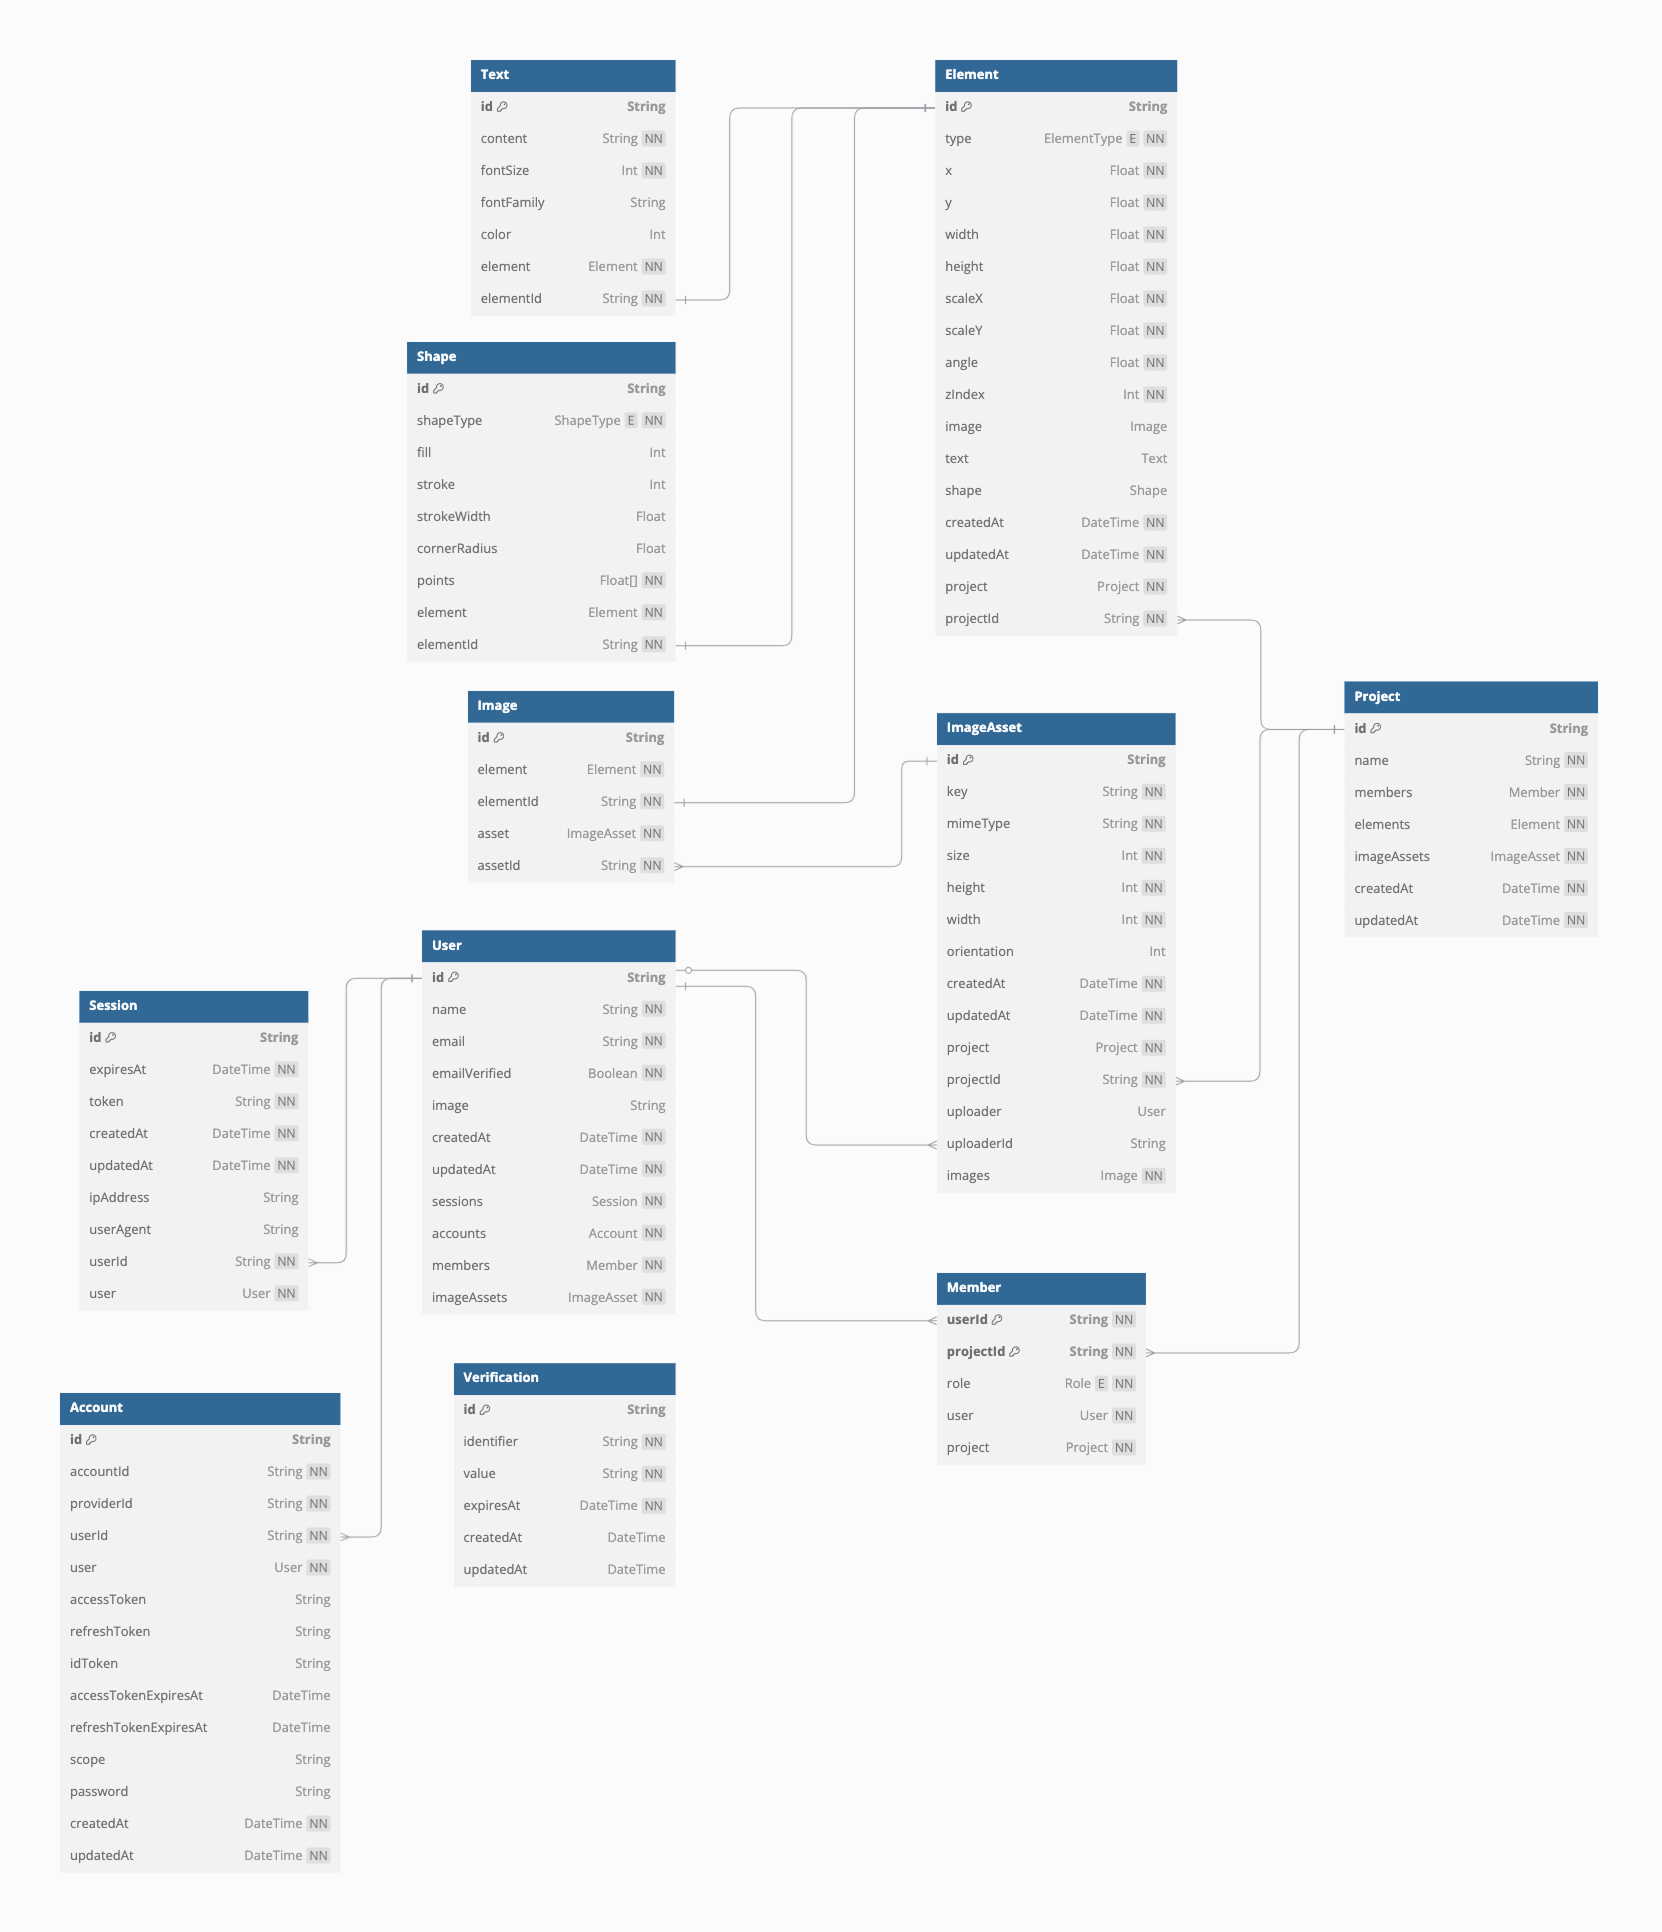 Text
id String
content String NN
fontSize Int NN
fontFamily String
color Int
element Element NN
elementId String NN
Element
id String
type ElementType E NN
x Float NN
y Float NN
width Float NN
height Float NN
scaleX Float NN
scaleY Float NN
angle Float NN
zIndex Int NN
image Image
text Text
shape Shape
createdAt DateTime NN
updatedAt DateTime NN
project Project NN
projectId String NN
Shape
id String
shapeType ShapeType E NN
fill Int
stroke Int
strokeWidth Float
cornerRadius Float
points Float[] NN
element Element NN
elementId String NN
Image
id String
element Element NN
elementId String NN
asset ImageAsset NN
assetId String NN
ImageAsset
id String
key String NN
mimeType String NN
size Int NN
height Int NN
width Int NN
orientation Int
createdAt DateTime NN
updatedAt DateTime NN
project Project NN
projectId String NN
uploader User
uploaderId String
images Image NN
Project
id String
name String NN
members Member NN
elements Element NN
imageAssets ImageAsset NN
createdAt DateTime NN
updatedAt DateTime NN
User
id String
name String NN
email String NN
emailVerified Boolean NN
image String
createdAt DateTime NN
updatedAt DateTime NN
sessions Session NN
accounts Account NN
members Member NN
imageAssets ImageAsset NN
Session
id String
expiresAt DateTime NN
token String NN
createdAt DateTime NN
updatedAt DateTime NN
ipAddress String
userAgent String
userId String NN
user User NN
Member
userId String NN
projectId String NN
role Role E NN
user User NN
project Project NN
Verification
id String
identifier String NN
value String NN
expiresAt DateTime NN
createdAt DateTime
updatedAt DateTime
Account
id String
accountId String NN
providerId String NN
userId String NN
user User NN
accessToken String
refreshToken String
idToken String
accessTokenExpiresAt DateTime
refreshTokenExpiresAt DateTime
scope String
password String
createdAt DateTime NN
updatedAt DateTime NN